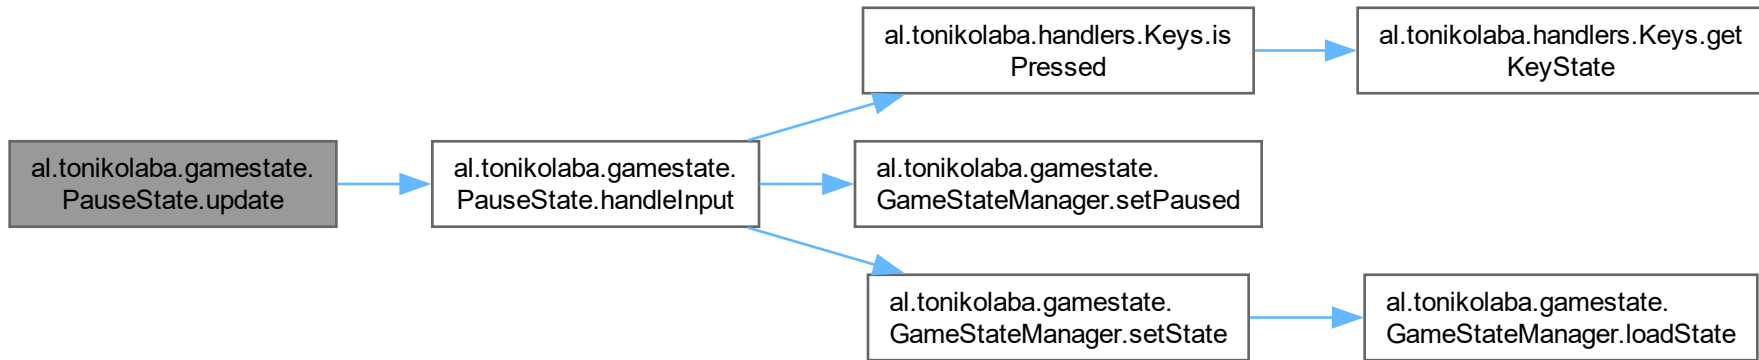 al.tonikolaba.gamestate.
PauseState.update
al.tonikolaba.gamestate.
PauseState.handleInput
al.tonikolaba.handlers.Keys.is
Pressed
al.tonikolaba.handlers.Keys.get
KeyState
al.tonikolaba.gamestate.
GameStateManager.setPaused
al.tonikolaba.gamestate.
GameStateManager.setState
al.tonikolaba.gamestate.
GameStateManager.loadState